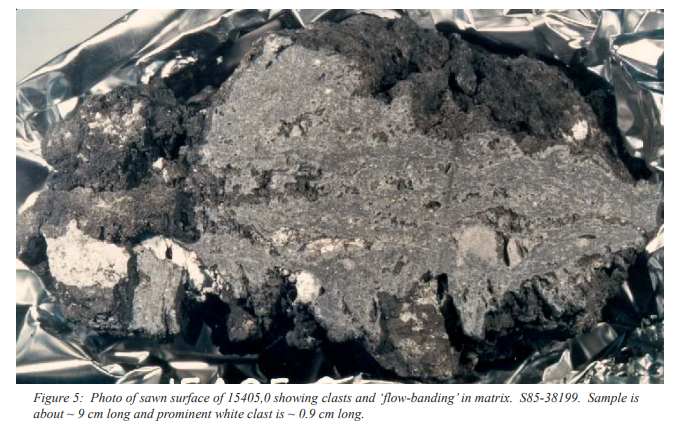 Figure 5: Photo of sawn surface of 15405,0 showing clasts and ‘flow-banding’ in matrix. S85-38199. Sample is
about ~ 9 cm long and prominent white clast is ~ 0.9 cm long.